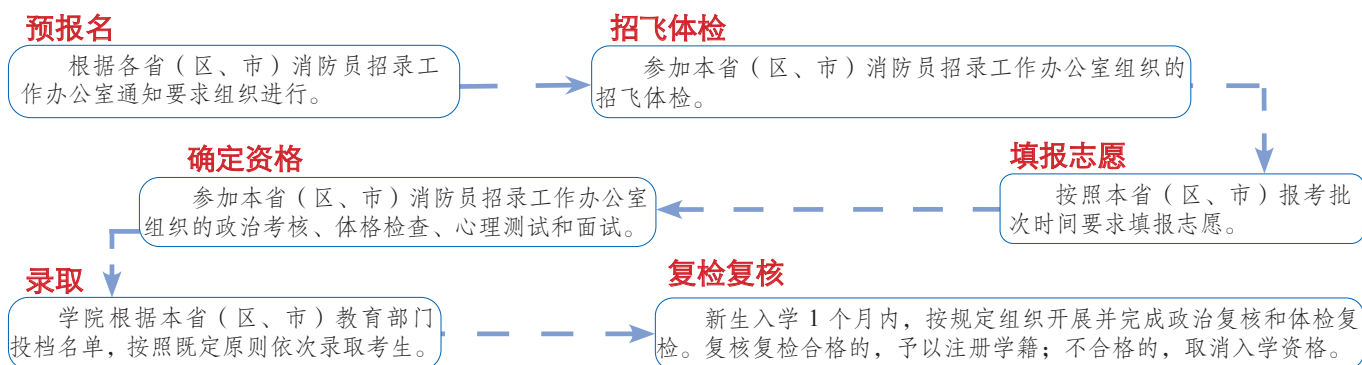 预报名
根据各省（区、市）消防员招录工
作办公室通知要求组织进行。
招飞体检
参加本省（区、市）消防员招录工作办公室组织的
招飞体检。
填报志愿
按照本省（区、市）报考批
次时间要求填报志愿。
确定资格
参加本省（区、市）消防员招录工作办公室
组织的政治考核、体格检查、心理测试和面试。
录取
学院根据本省（区、市）教育部门
投档名单，按照既定原则依次录取考生。
复检复核
新生入学 1 个月内，按规定组织开展并完成政治复核和体检复
检。复核复检合格的，予以注册学籍；不合格的，取消入学资格。